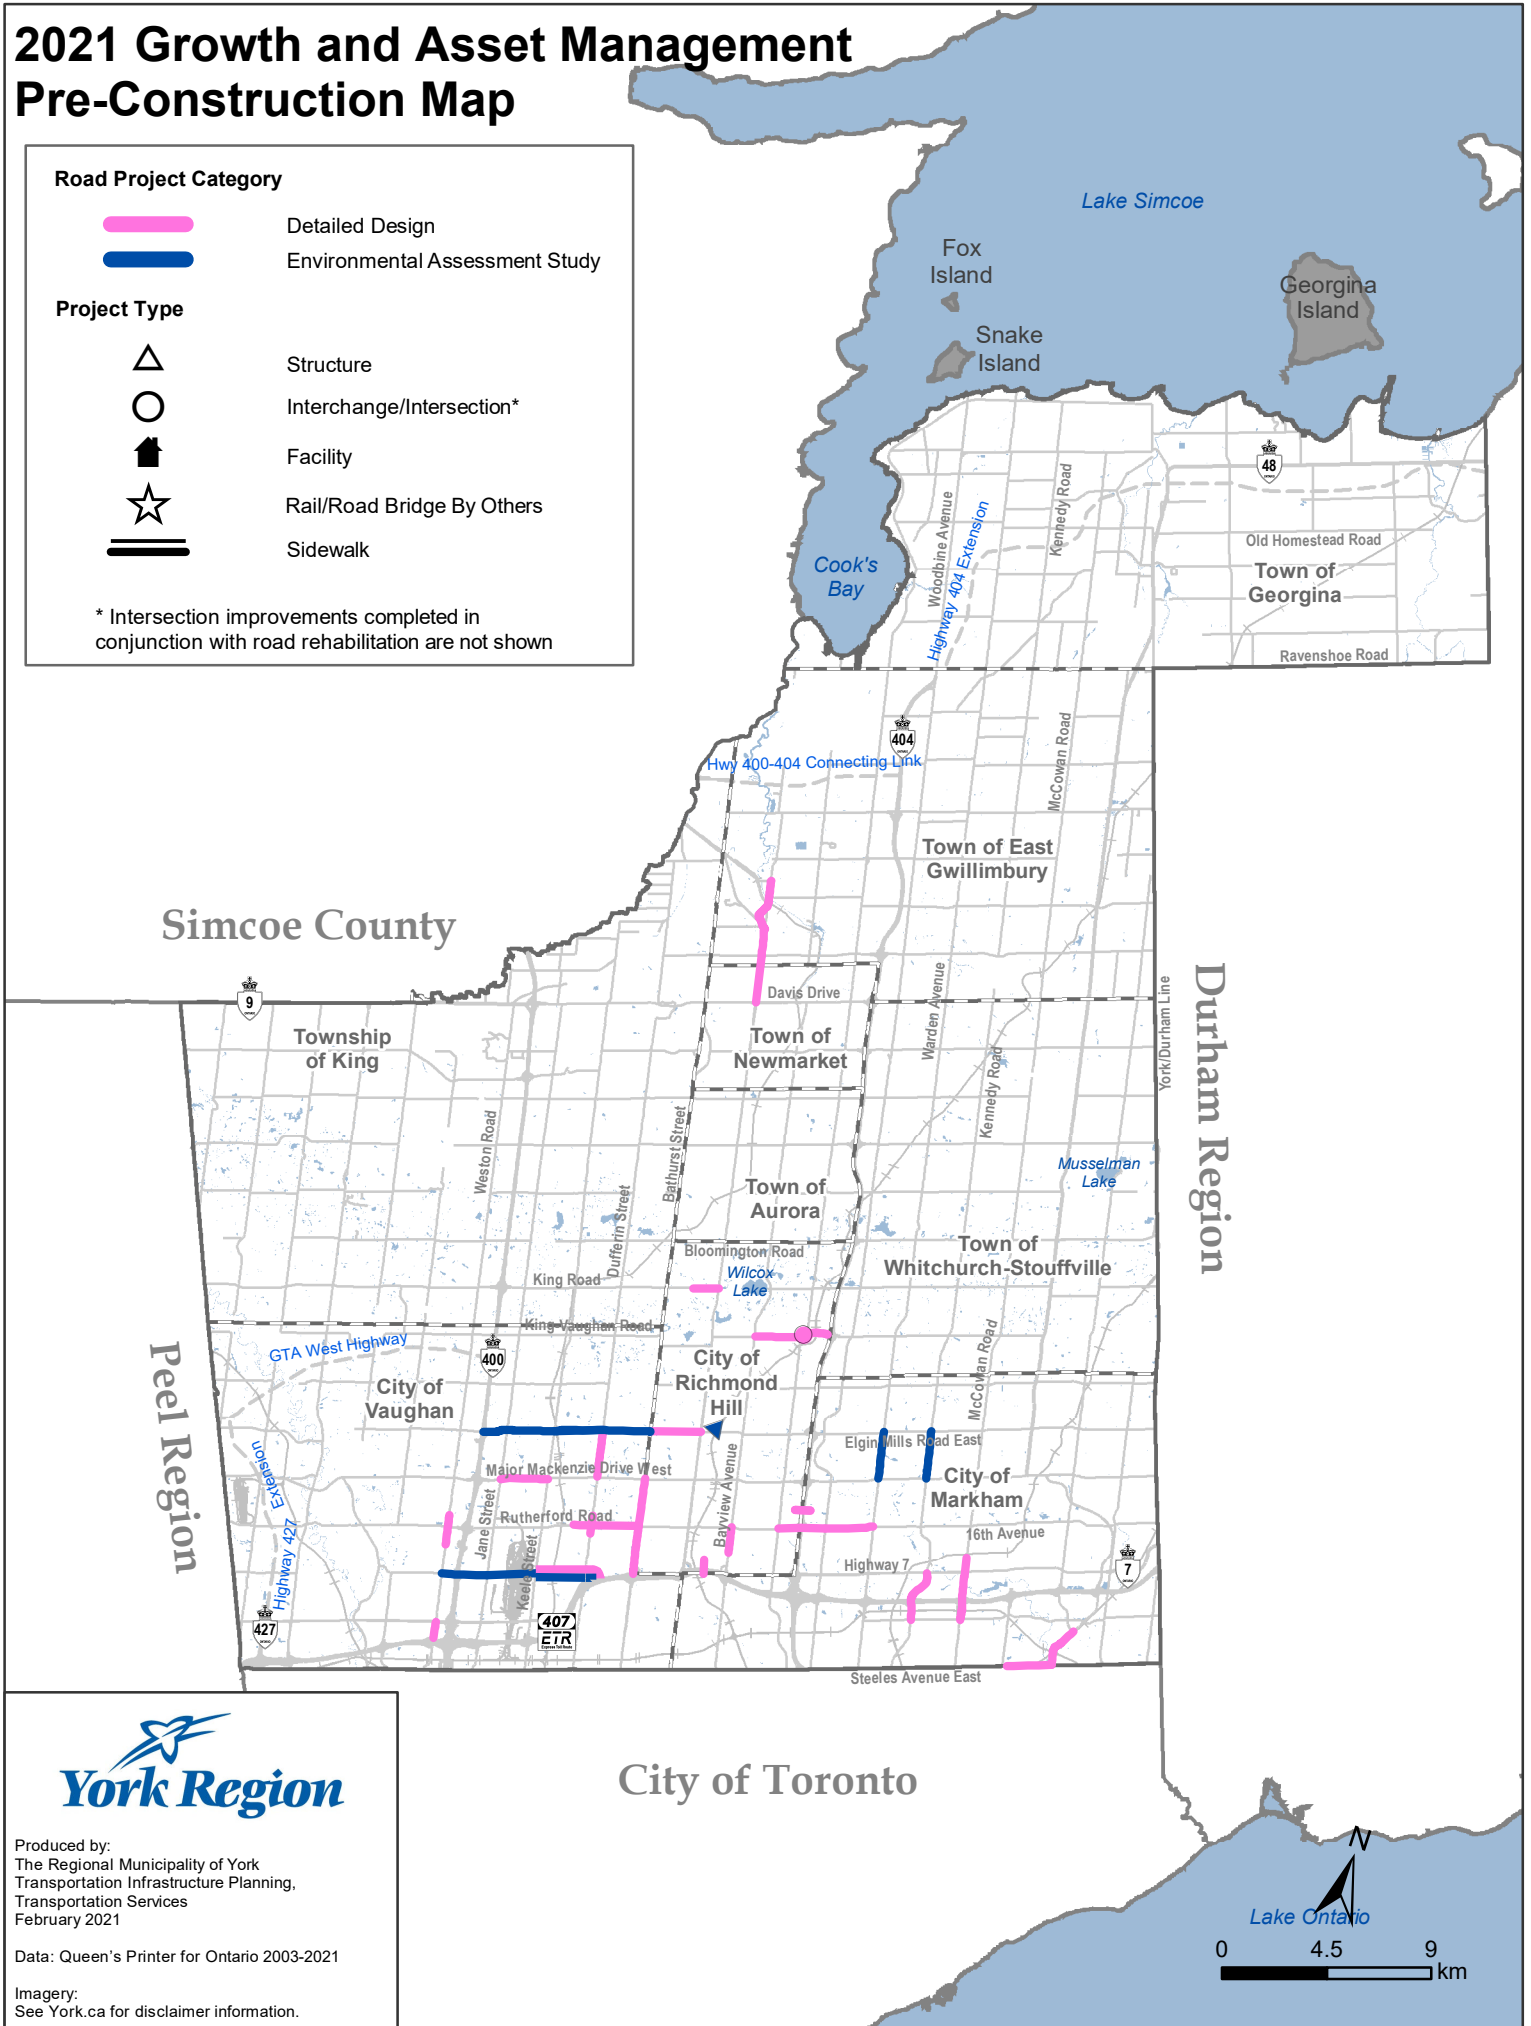 2021 Growth and Asset Management
Pre-Construction Map
Road Project Category
Detailed Design
Environmental Assessment Study
Project Type
Structure
Interchange/Intersection*
Facility
Rail/Road Bridge By Others
Sidewalk
* Intersection improvements completed in
conjunction with road rehabilitation are not shown
Lake Simcoe
Fox
Island
Georgina
Island
Snake
Island
48
Kennedy Road
Woodbine Avenue
Highway 404 Extension
Old Homestead Road
Cook's
Bay
Town of
Georgina
Ravenshoe Road
404
McCowan Road
Hwy 400-404 Connecting Link
Town of East
Gwillimbury
Simcoe County
9
Davis Drive
Warden Avenue
York/Durham Line
Durham Region
Township
of King
Town of
Newmarket
Kennedy Road
Weston Road
Bathurst Street
Musselman
Lake
Dufferin Street
Town of
Aurora
Bloomington Road
Town of
Whitchurch-Stouffville
King Road
Wilcox
Lake
King-Vaughan Road
GTA West Highway
400
Peel Region
City of
Richmond
Hill
McCowan Road
City of
Vaughan
Elgin Mills Road East
Extension
Major Mackenzie Drive West
Bayview Avenue
City of
Markham
Jane Street
Rutherford Road
16th Avenue
Keele Street
Highway 427
Highway 7
7
427
407
ETR
Express Toll Route
Steeles Avenue East
York Region
City of Toronto
Produced by:
The Regional Municipality of York
Transportation Infrastructure Planning,
Transportation Services
February 2021
Data: Queen's Printer for Ontario 2003-2021
Imagery:
See York.ca for disclaimer information.
N
Lake Ontario
0 4.5 9
km